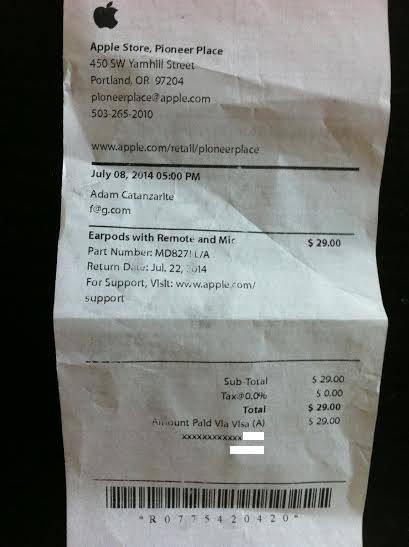 Apple Store, Pioneer Place
450 SW Yamhill Street
Portland, OR 97204
pioneerplace@apple.com
503-265-2010
www.apple.com/retail/pioneerplace
July 08, 2014 05:00 PM
Adam Catanzarite
f@g.com
Earpods with Remote and Mic $ 29.00
Part Number: MD827LL/A
Return Date: Jul. 22, 2014
For Support, Visit: www.apple.com/
support
Sub-Total $ 29.00
Tax@0.0% $ 0.00
Total $ 29.00
Amount Paid Via Visa (A) $ 29.00
xxxxxxxxxxxx
*R0775420420*